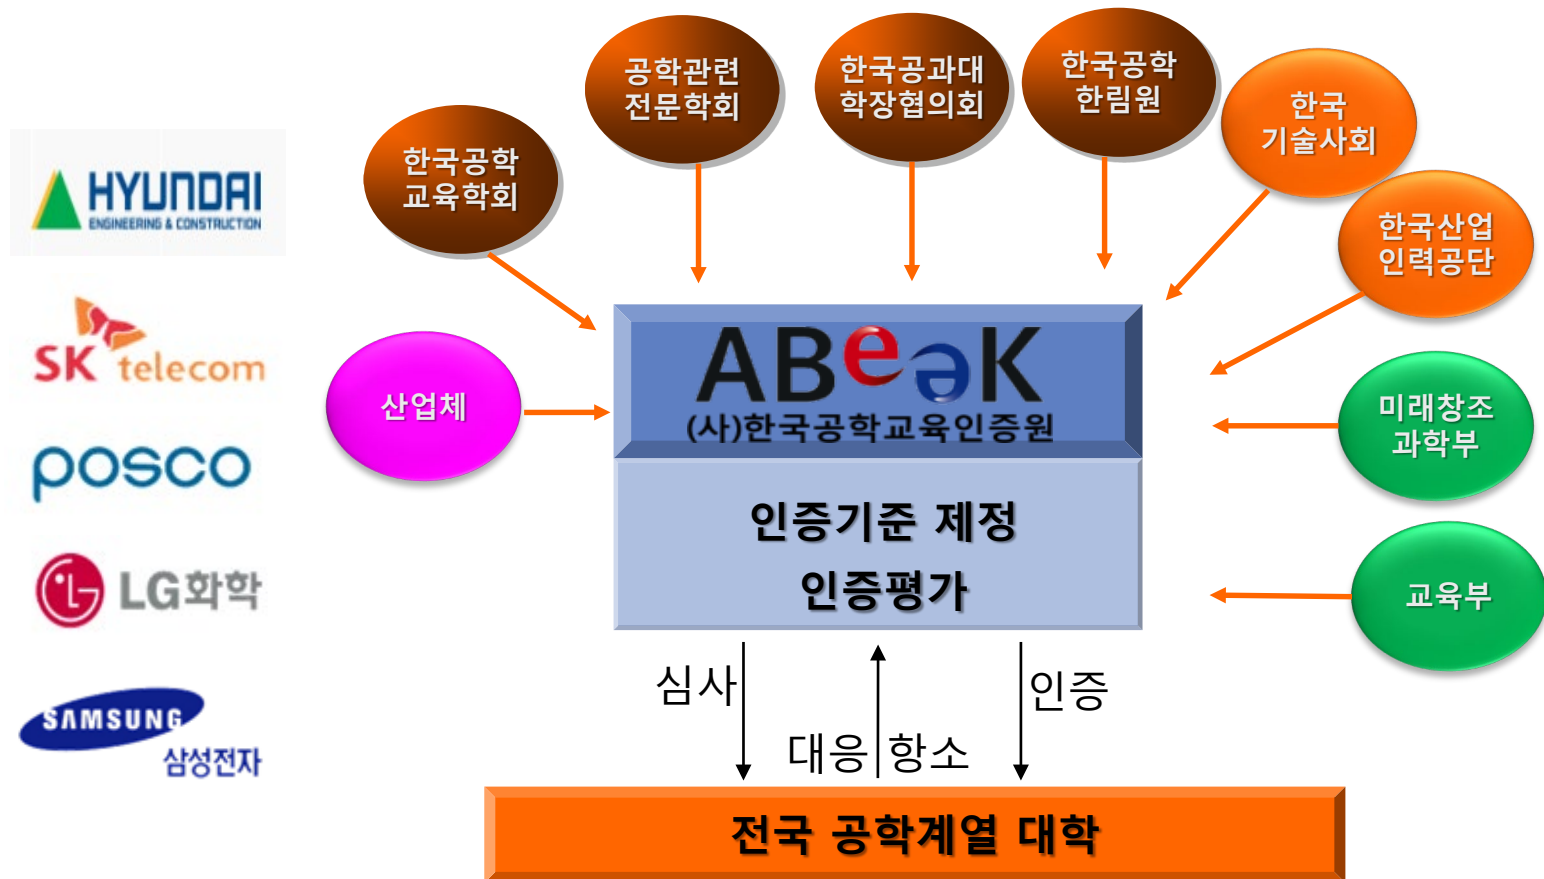 HYUNDAI
ENGINEERING & CONSTRUCTION
SK telecom
posco
LG화학
SAMSUNG
삼성전자
한국공학
교육학회
공학관련
전문학회
한국공과대
학장협의회
한국공학
한림원
한국
기술사회
한국산업
인력공단
산업체
미래창조
과학부
교육부
ABeeK
(사)한국공학교육인증원
인증기준 제정
인증평가
심사
대응 항소
인증
전국 공학계열 대학